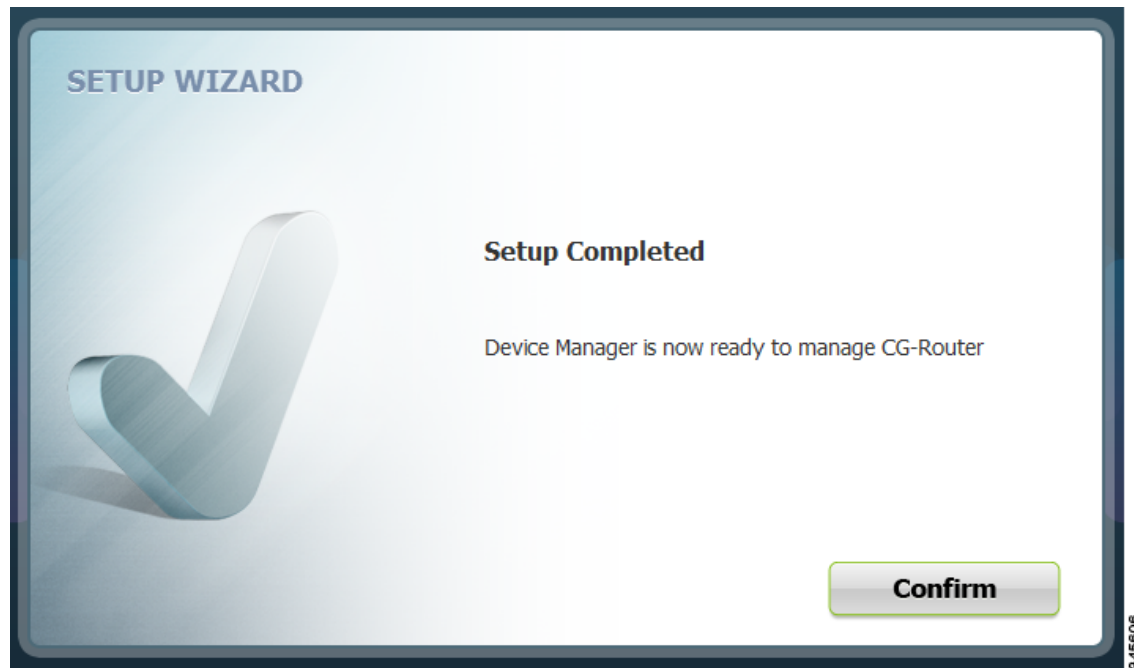 SETUP WIZARD
Setup Completed
Device Manager is now ready to manage CG-Router
Confirm